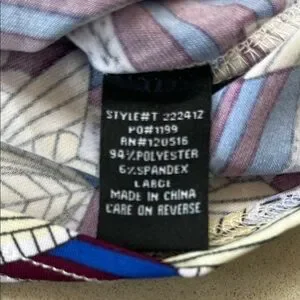 STYLE#T 222412
PO#1199
RN#120516
94%POLYESTER
6%SPANDEX
LARGE
MADE IN CHINA
CARE ON REVERSE